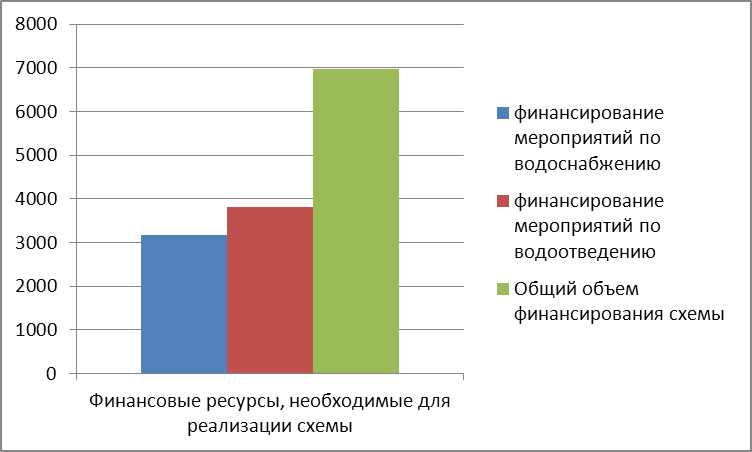 8000
7000
6000
5000
4000
3000
2000
1000
0
Финансовые ресурсы, необходимые для
реализации схемы
финансирование
мероприятий по
водоснабжению
финансирование
мероприятий по
водоотведению
Общий объем
финансирования схемы